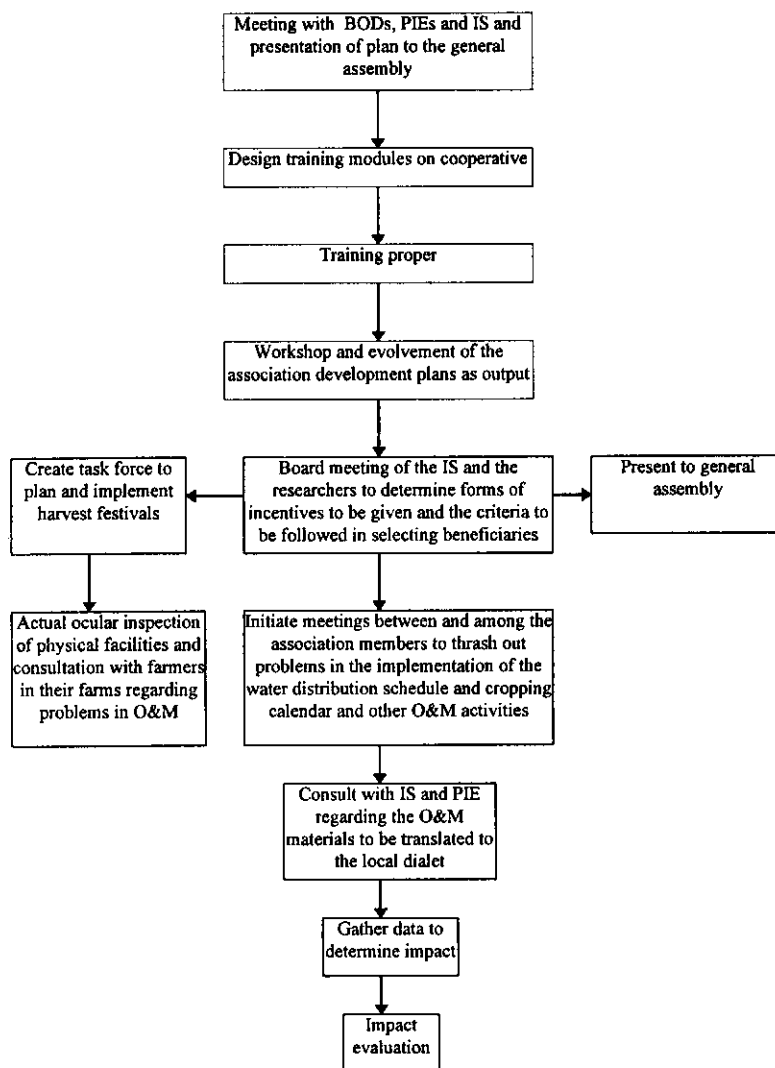 Meeting with BODs, PIEs and IS and
presentation of plan to the general
assembly
Design training modules on cooperative
Training proper
Workshop and evolvement of the
association development plans as output
Create task force to
plan and implement
harvest festivals
Board meeting of the IS and the
researchers to determine forms of
incentives to be given and the criteria to
be followed in selecting beneficiaries
Present to general
assembly
Actual ocular inspection
of physical facilities and
consultation with farmers
in their farms regarding
problems in O&M
Initiate meetings between and among the
association members to thrash out
problems in the implementation of the
water distribution schedule and cropping
calendar and other O&M activities
Consult with IS and PIE
regarding the O&M
materials to be translated to
the local dialet
Gather data to
determine impact
Impact
evaluation